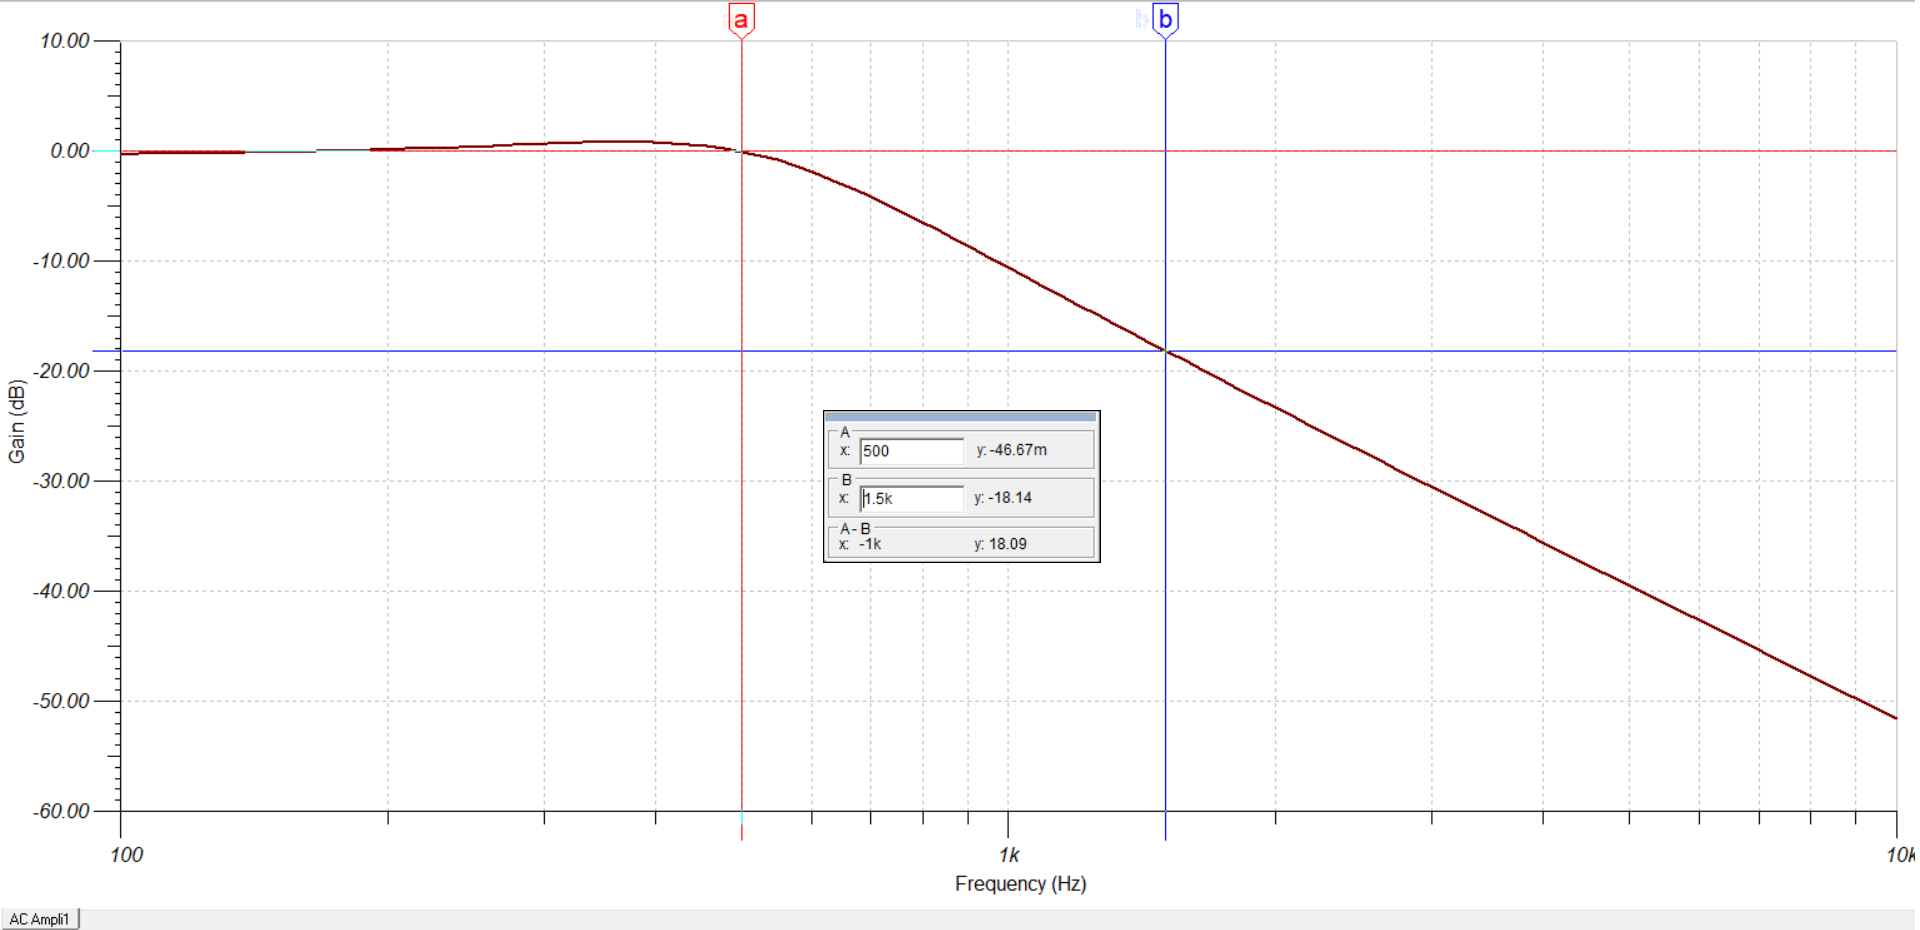 a
b
10.00
0.00
-10.00
-20.00
-30.00
-40.00
-50.00
-60.00
Gain (dB)
A
x: 500 y: -46.67m
B
x: 1.5k y: -18.14
A - B
x: -1k y: 18.09
100 1k 10k
Frequency (Hz)
AC Ampli1